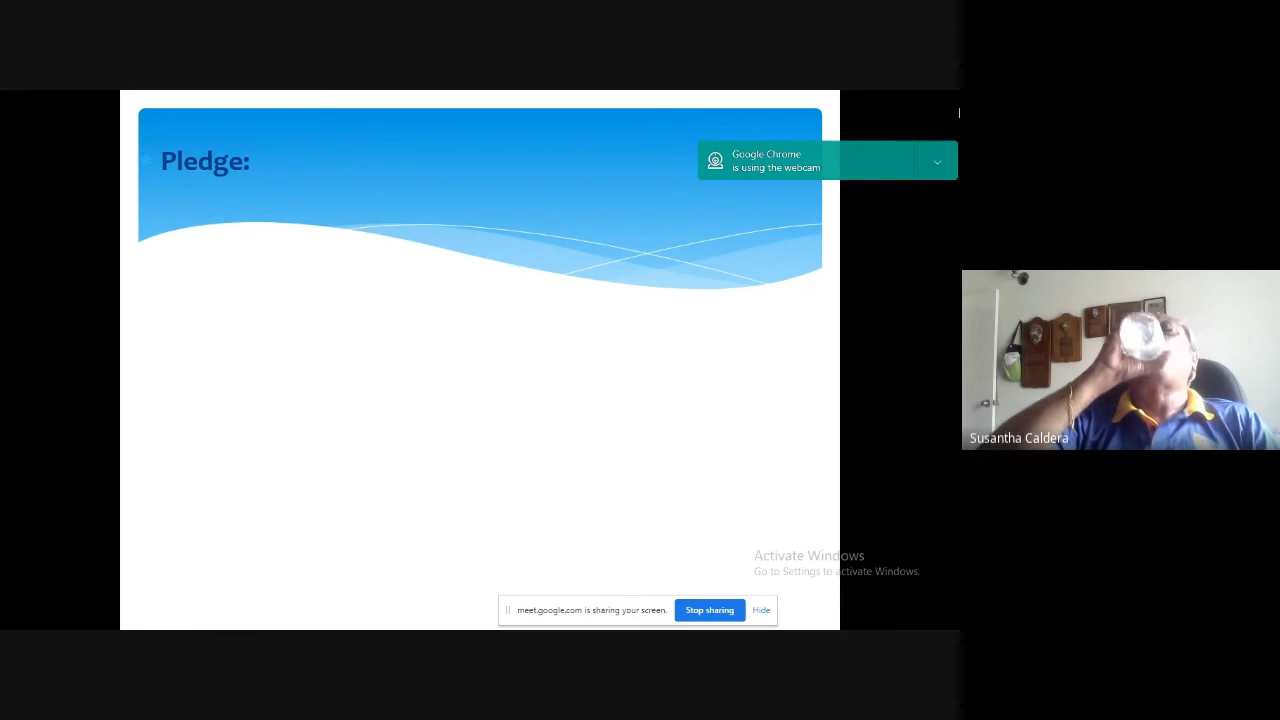 Pledge:
Google Chrome
is using the webcam
Susantha Caldera
Activate Windows
Go to Settings to activate Windows.
meet.google.com is sharing your screen.
Stop sharing
Hide